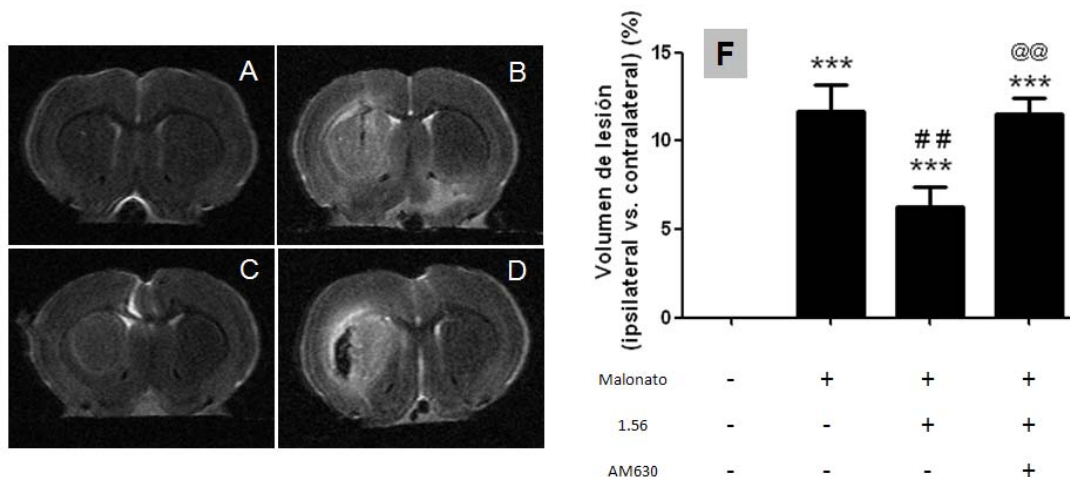 A
B
C
D
F
Volumen de lesión
(ipsilateral vs. contralateral) (%)
15
10
5
0
***
# #
***
@@
***
Malonato - + + +
1.56 - - + +
AM630 - - - +